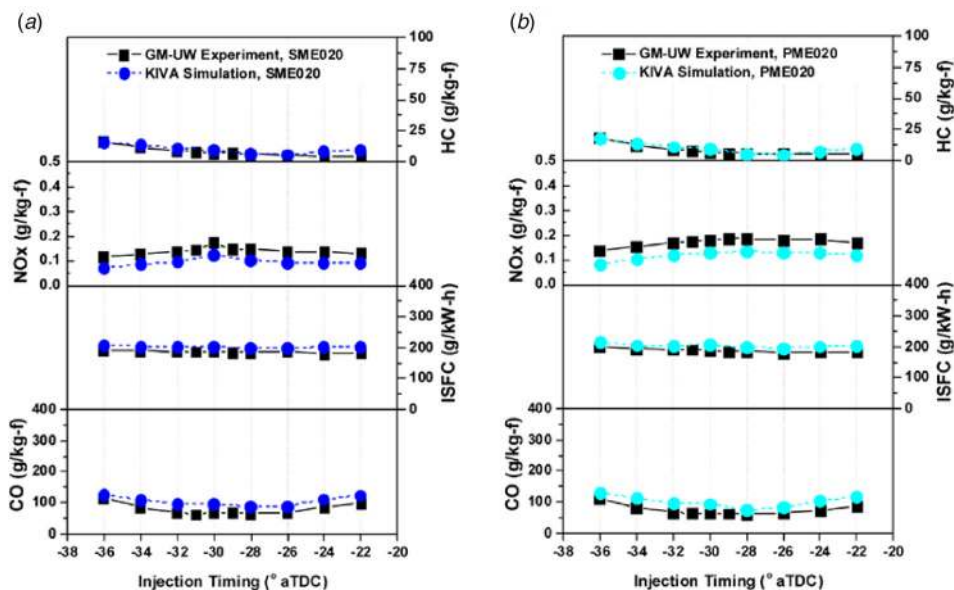 (a)
GM-UW Experiment, SME020
KIVA Simulation, SME020
100
75
50
25
0
HC (g/kg-f)
0.5
0.4
0.3
0.2
0.1
0.0
NOx (g/kg-f)
400
300
200
100
0
ISFC (g/kW-h)
400
300
200
100
0
CO (g/kg-f)
-38 -36 -34 -32 -30 -28 -26 -24 -22 -20
Injection Timing (° aTDC)
(b)
GM-UW Experiment, PME020
KIVA Simulation, PME020
100
75
50
25
0
HC (g/kg-f)
0.5
0.4
0.3
0.2
0.1
0.0
NOx (g/kg-f)
400
300
200
100
0
ISFC (g/kW-h)
400
300
200
100
0
CO (g/kg-f)
-38 -36 -34 -32 -30 -28 -26 -24 -22 -20
Injection Timing (° aTDC)